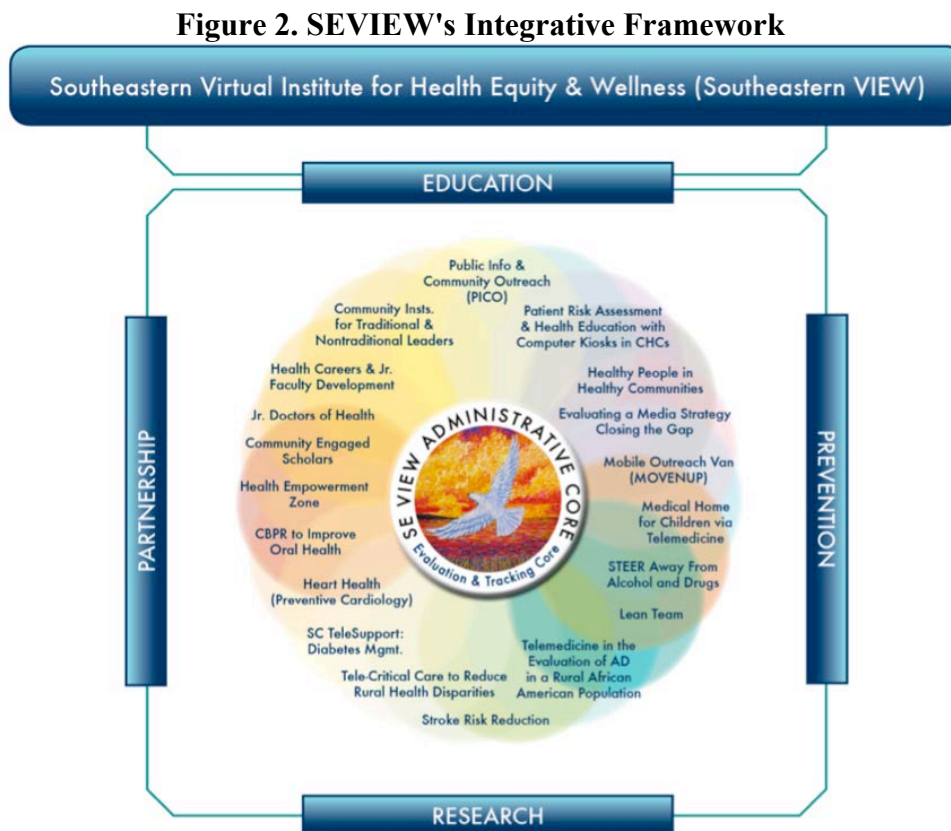 Figure 2. SEVIEW's Integrative Framework
Southeastern Virtual Institute for Health Equity & Wellness (Southeastern VIEW)
EDUCATION
PARTNERSHIP
PREVENTION
Public Info &
Community Outreach
(PICO)
Patient Risk Assessment
& Health Education with
Computer Kiosks in CHCs
Healthy People in
Healthy Communities
Evaluating a Media Strategy
Closing the Gap
Mobile Outreach Van
(MOVENUP)
Medical Home
for Children via
Telemedicine
STEER Away From
Alcohol and Drugs
Lean Team
Telemedicine in the
Evaluation of AD
in a Rural African
American Population
Stroke Risk Reduction
Tele-Critical Care to Reduce
Rural Health Disparities
SC TeleSupport:
Diabetes Mgmt.
Heart Health
(Preventive Cardiology)
CBPR to Improve
Oral Health
Health Empowerment
Zone
Community Engaged
Scholars
Jr. Doctors of Health
Health Careers & Jr.
Faculty Development
Community Insts.
for Traditional &
Nontraditional Leaders
SE VIEW ADMINISTRATIVE CORE
Evaluation & Tracking Core
RESEARCH